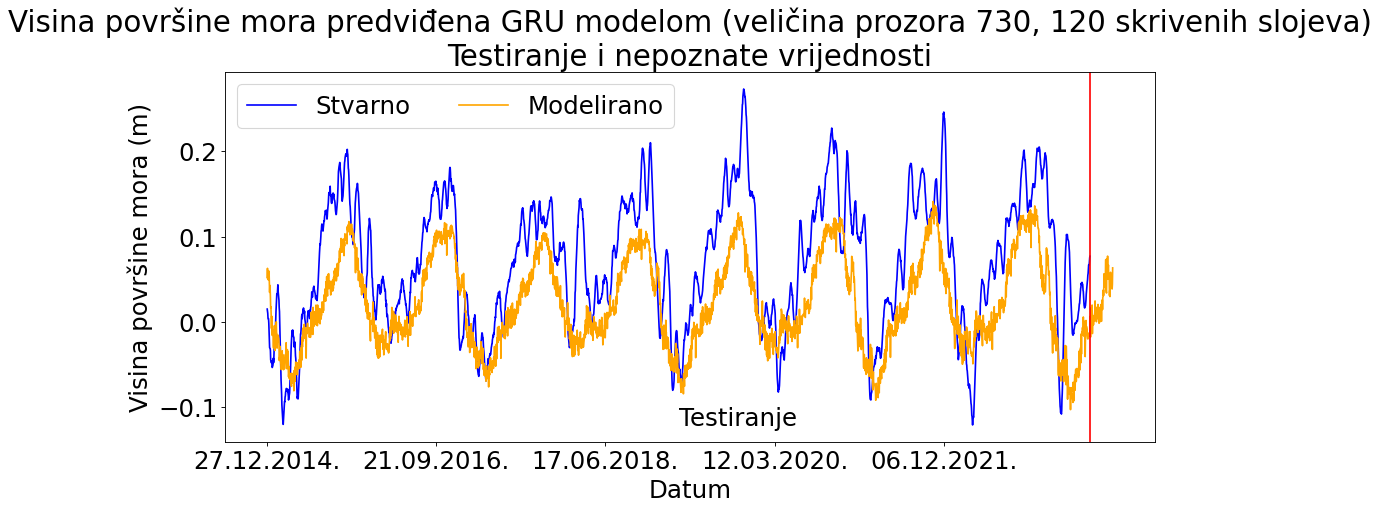 Visina površine mora predviđena GRU modelom (veličina prozora 730, 120 skrivenih slojeva)
Testiranje i nepoznate vrijednosti
Stvarno
Modelirano
Visina površine mora (m)
0.2
0.1
0.0
−0.1
Testiranje
27.12.2014.
21.09.2016.
17.06.2018.
12.03.2020.
06.12.2021.
Datum